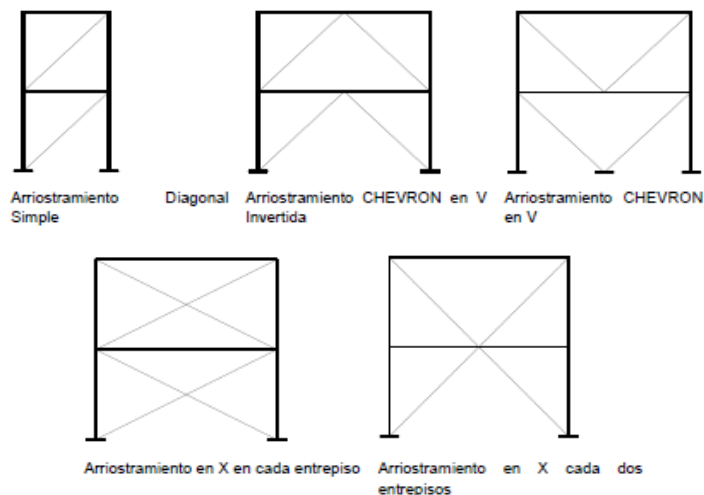 Arriostramiento Diagonal
Simple
Arriostramiento CHEVRON en V
Invertida
Arriostramiento CHEVRON
en V
Arriostramiento en X en cada entrepiso
Arriostramiento en X cada dos
entrepisos